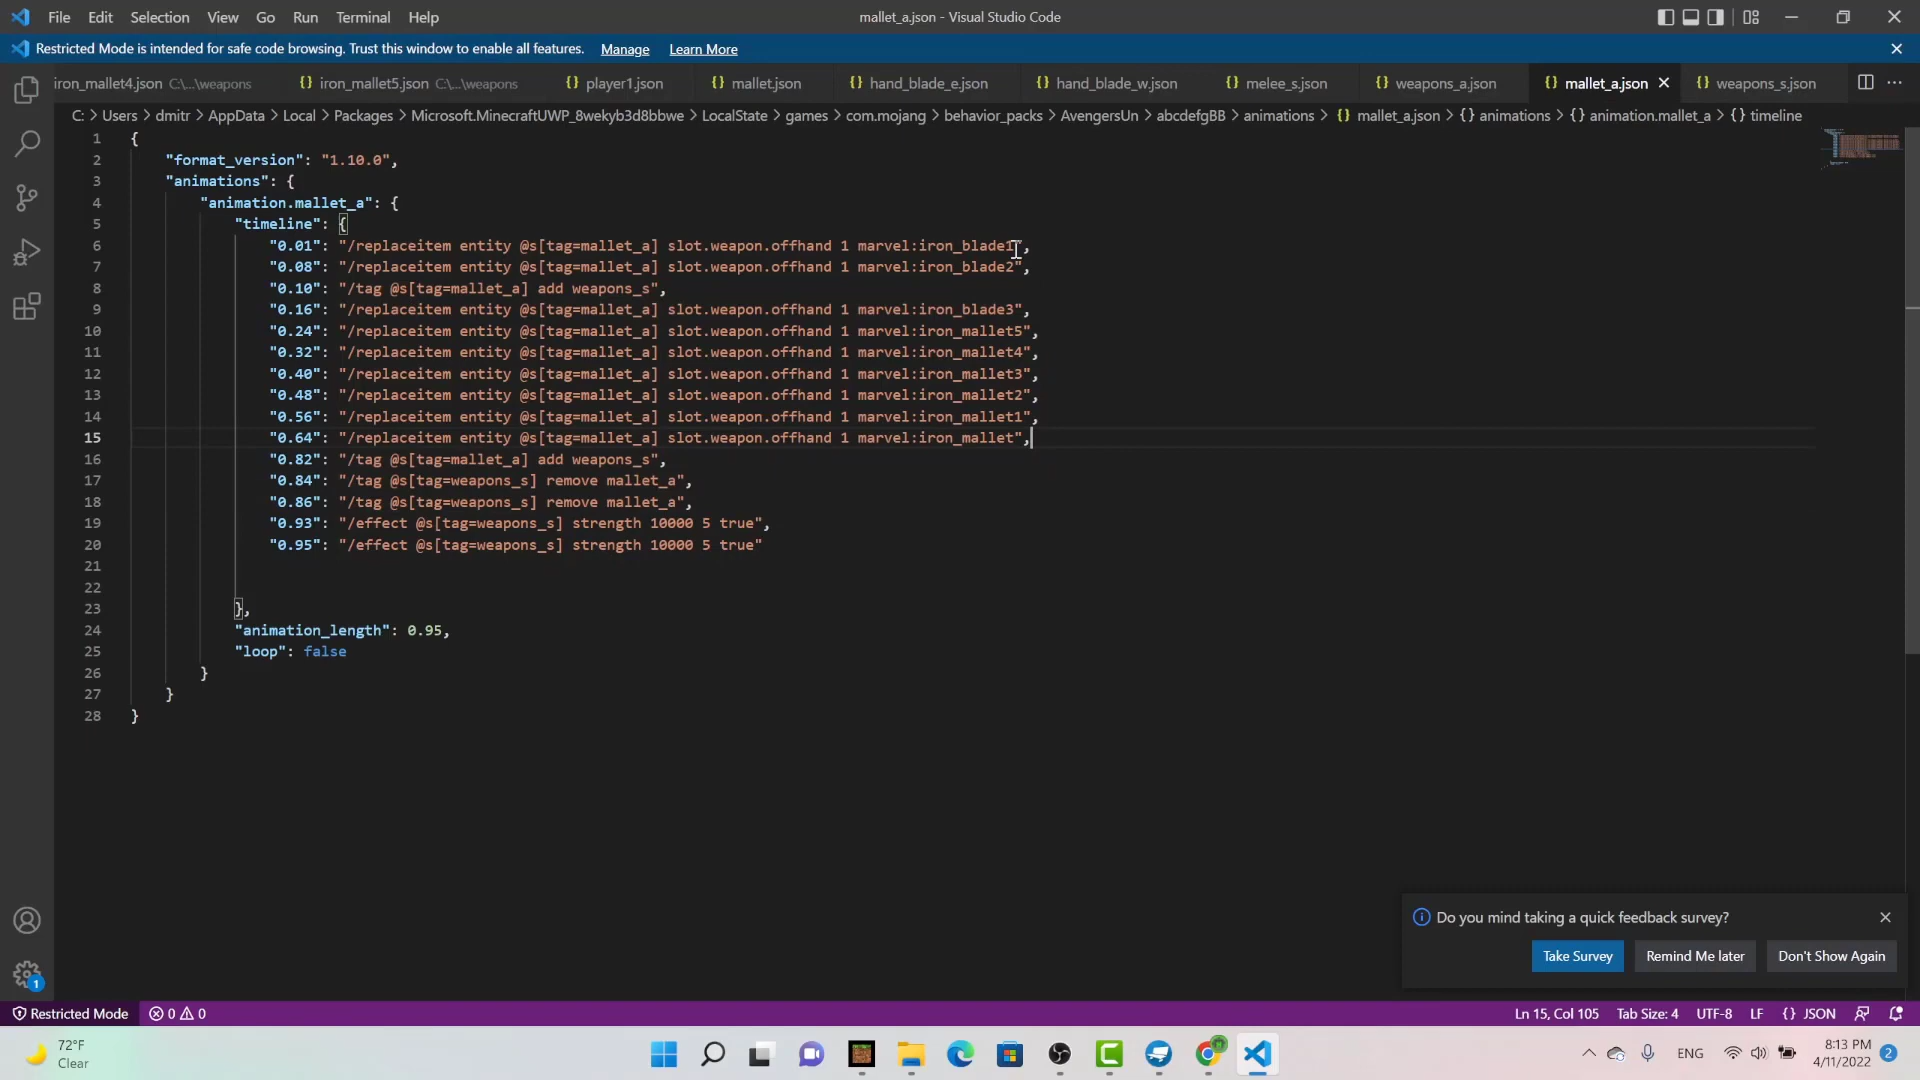 File Edit Selection View Go Run Terminal Help mallet_a.json - Visual Studio Code
Restricted Mode is intended for safe code browsing. Trust this window to enable all features. Manage Learn More
iron_mallet4.json C:\...\weapons {} iron_mallet5.json C:\...\weapons {} player1.json {} mallet.json {} hand_blade_e.json {} hand_blade_w.json {} melee_s.json {} weapons_a.json {} mallet_a.json {} weapons_s.json
C: > Users > dmitr > AppData > Local > Packages > Microsoft.MinecraftUWP_8wekyb3d8bbwe > LocalState > games > com.mojang > behavior_packs > AvengersUn > abcdefgBB > animations > {} mallet_a.json > {} animations > {} animation.mallet_a > {} timeline
1 {
2 "format_version": "1.10.0",
3 "animations": {
4 "animation.mallet_a": {
5 "timeline": {
6 "0.01": "/replaceitem entity @s[tag=mallet_a] slot.weapon.offhand 1 marvel:iron_blade1",
7 "0.08": "/replaceitem entity @s[tag=mallet_a] slot.weapon.offhand 1 marvel:iron_blade2",
8 "0.10": "/tag @s[tag=mallet_a] add weapons_s",
9 "0.16": "/replaceitem entity @s[tag=mallet_a] slot.weapon.offhand 1 marvel:iron_blade3",
10 "0.24": "/replaceitem entity @s[tag=mallet_a] slot.weapon.offhand 1 marvel:iron_mallet5",
11 "0.32": "/replaceitem entity @s[tag=mallet_a] slot.weapon.offhand 1 marvel:iron_mallet4",
12 "0.40": "/replaceitem entity @s[tag=mallet_a] slot.weapon.offhand 1 marvel:iron_mallet3",
13 "0.48": "/replaceitem entity @s[tag=mallet_a] slot.weapon.offhand 1 marvel:iron_mallet2",
14 "0.56": "/replaceitem entity @s[tag=mallet_a] slot.weapon.offhand 1 marvel:iron_mallet1",
15 "0.64": "/replaceitem entity @s[tag=mallet_a] slot.weapon.offhand 1 marvel:iron_mallet",
16 "0.82": "/tag @s[tag=mallet_a] add weapons_s",
17 "0.84": "/tag @s[tag=weapons_s] remove mallet_a",
18 "0.86": "/tag @s[tag=weapons_s] remove mallet_a",
19 "0.93": "/effect @s[tag=weapons_s] strength 10000 5 true",
20 "0.95": "/effect @s[tag=weapons_s] strength 10000 5 true"
21
22
23 },
24 "animation_length": 0.95,
25 "loop": false
26 }
27 }
28 }
Do you mind taking a quick feedback survey?
Take Survey Remind Me later Don't Show Again
1
Restricted Mode 0 0 Ln 15, Col 105 Tab Size: 4 UTF-8 LF {} JSON
72°F
Clear
ENG
8:13 PM
4/11/2022
2